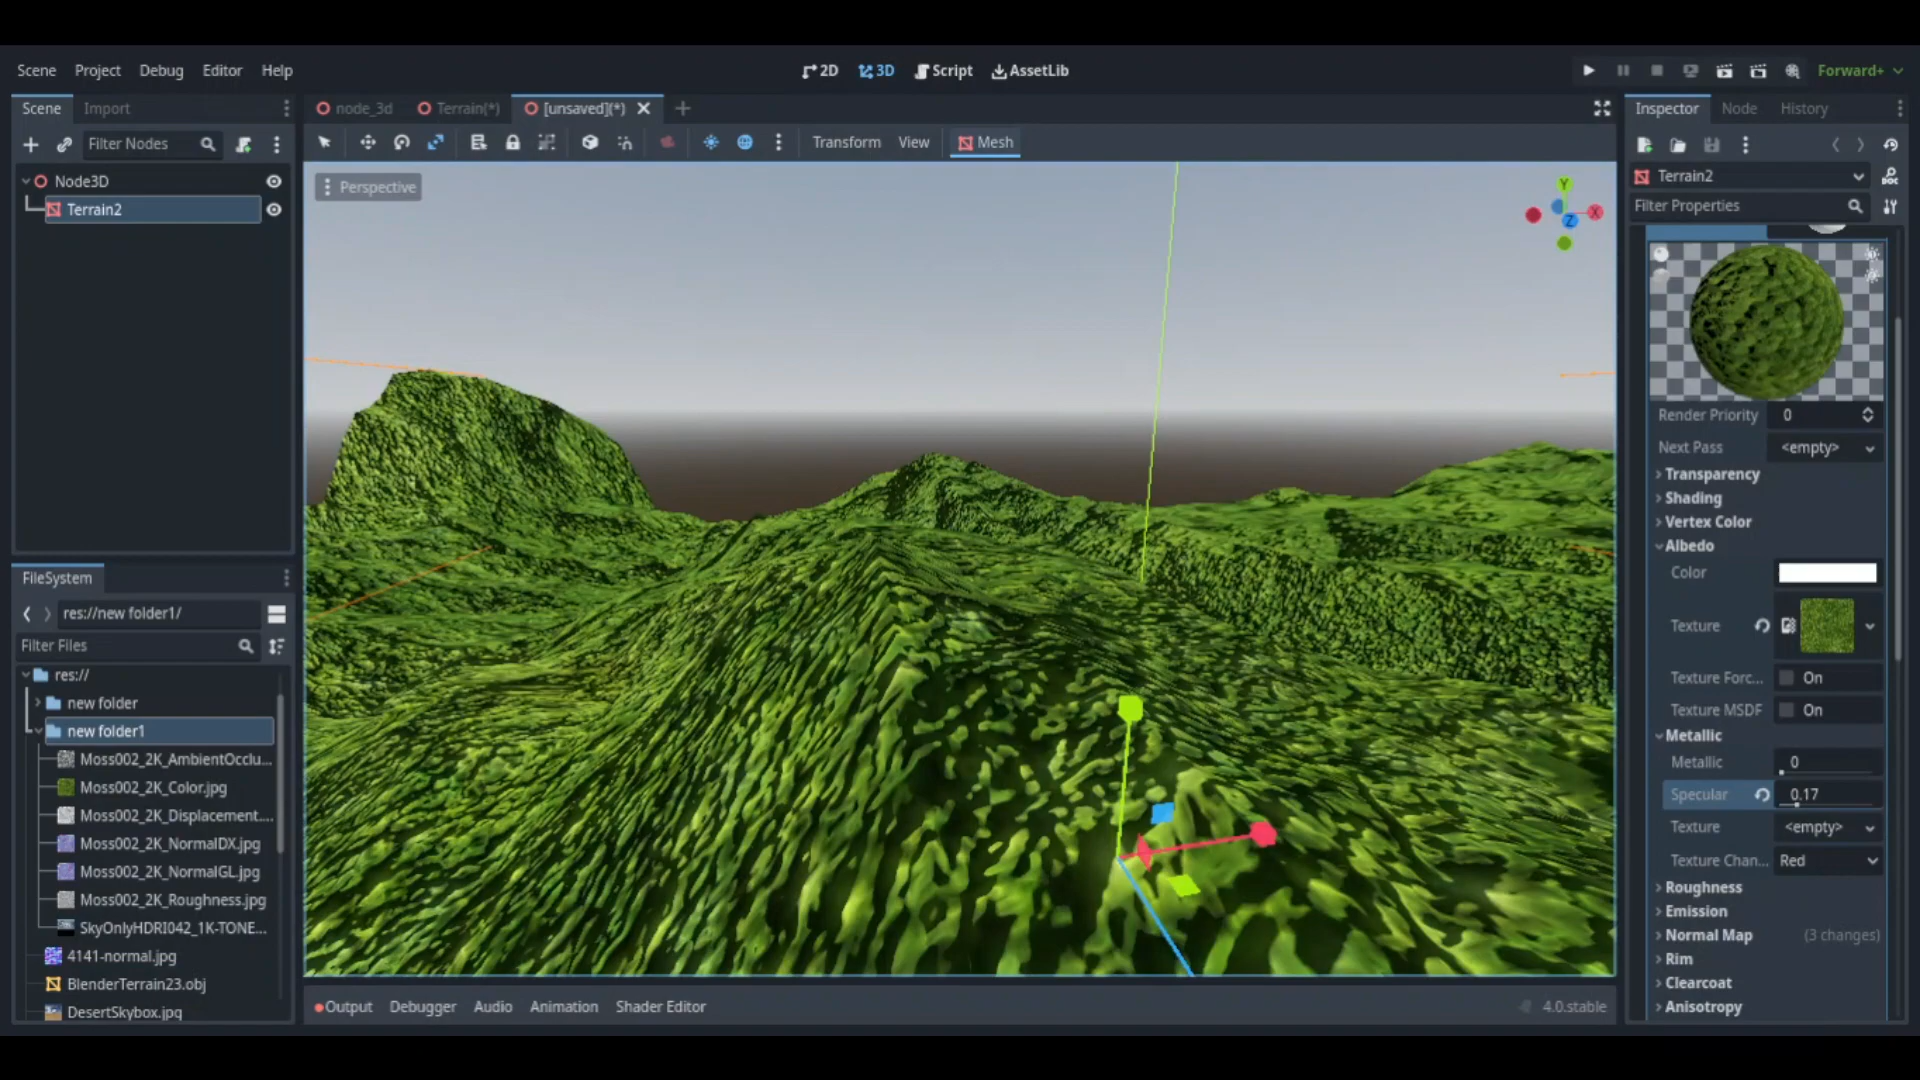 Scene Project Debug Editor Help
2D 3D Script AssetLib
Forward+
Scene Import
Filter Nodes
Node3D
Terrain2
FileSystem
res://new folder1/
Filter Files
res://
new folder
new folder1
Moss002_2K_AmbientOcclu...
Moss002_2K_Color.jpg
Moss002_2K_Displacement....
Moss002_2K_NormalDX.jpg
Moss002_2K_NormalGL.jpg
Moss002_2K_Roughness.jpg
SkyOnlyHDRI042_1K-TONE...
4141-normal.jpg
BlenderTerrain23.obj
DesertSkybox.jpg
node_3d Terrain(*) [unsaved](*)
Transform View Mesh
Perspective
Y
X
Z
Output Debugger Audio Animation Shader Editor 4.0.stable
Inspector Node History
Terrain2
DOC
Filter Properties
Render Priority 0
Next Pass <empty>
Transparency
Shading
Vertex Color
Albedo
Color
Texture
Texture Forc... On
Texture MSDF On
Metallic
Metallic 0
Specular 0.17
Texture <empty>
Texture Chan... Red
Roughness
Emission
Normal Map (3 changes)
Rim
Clearcoat
Anisotropy